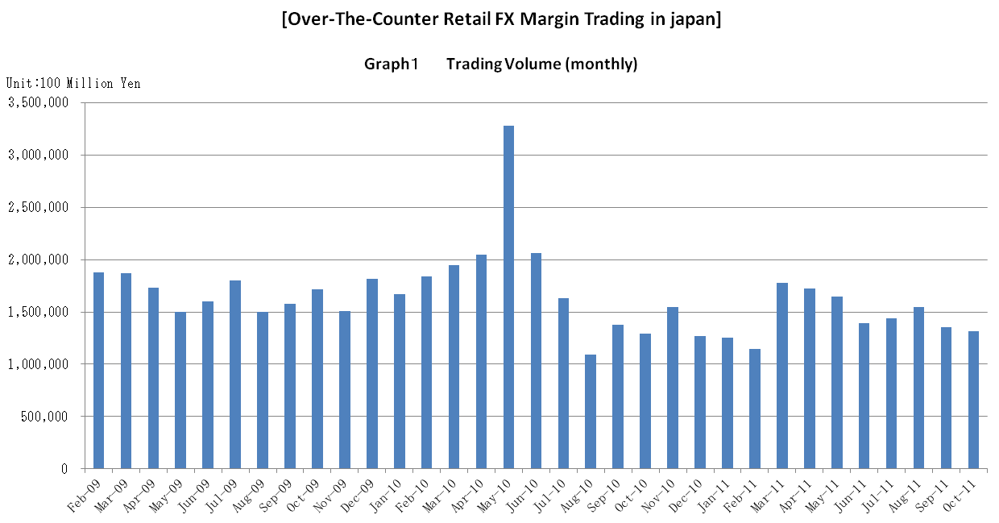 [Over-The-Counter Retail FX Margin Trading in japan]
Graph1 Trading Volume (monthly)
Unit:100 Million Yen
3,500,000
3,000,000
2,500,000
2,000,000
1,500,000
1,000,000
500,000
0
Feb-09
Mar-09
Apr-09
May-09
Jun-09
Jul-09
Aug-09
Sep-09
Oct-09
Nov-09
Dec-09
Jan-10
Feb-10
Mar-10
Apr-10
May-10
Jun-10
Jul-10
Aug-10
Sep-10
Oct-10
Nov-10
Dec-10
Jan-11
Feb-11
Mar-11
Apr-11
May-11
Jun-11
Jul-11
Aug-11
Sep-11
Oct-11